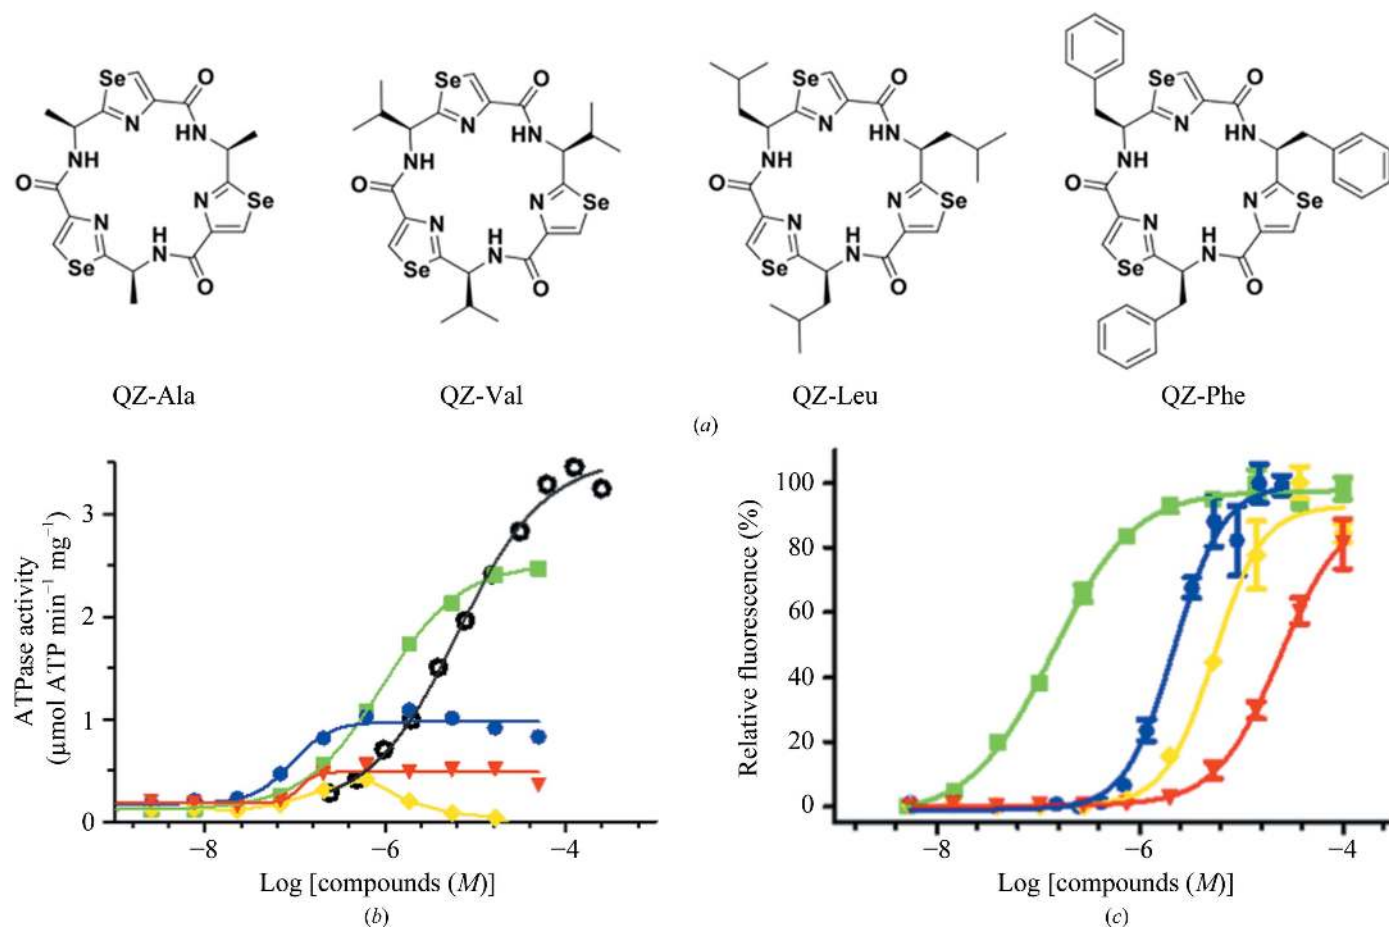 Se O Se O Se O Se O
N HN N HN N HN N HN
NH NH NH NH
O N Se O N Se O N Se O N Se
N H N H N H N H
Se N O Se N O Se N O Se N O
QZ-Ala QZ-Val QZ-Leu QZ-Phe
(a)
ATPase activity
(µmol ATP min⁻¹ mg⁻¹)
3
2
1
0
−8 −6 −4
Log [compounds (M)]
(b)
Relative fluorescence (%)
100
80
60
40
20
0
−8 −6 −4
Log [compounds (M)]
(c)